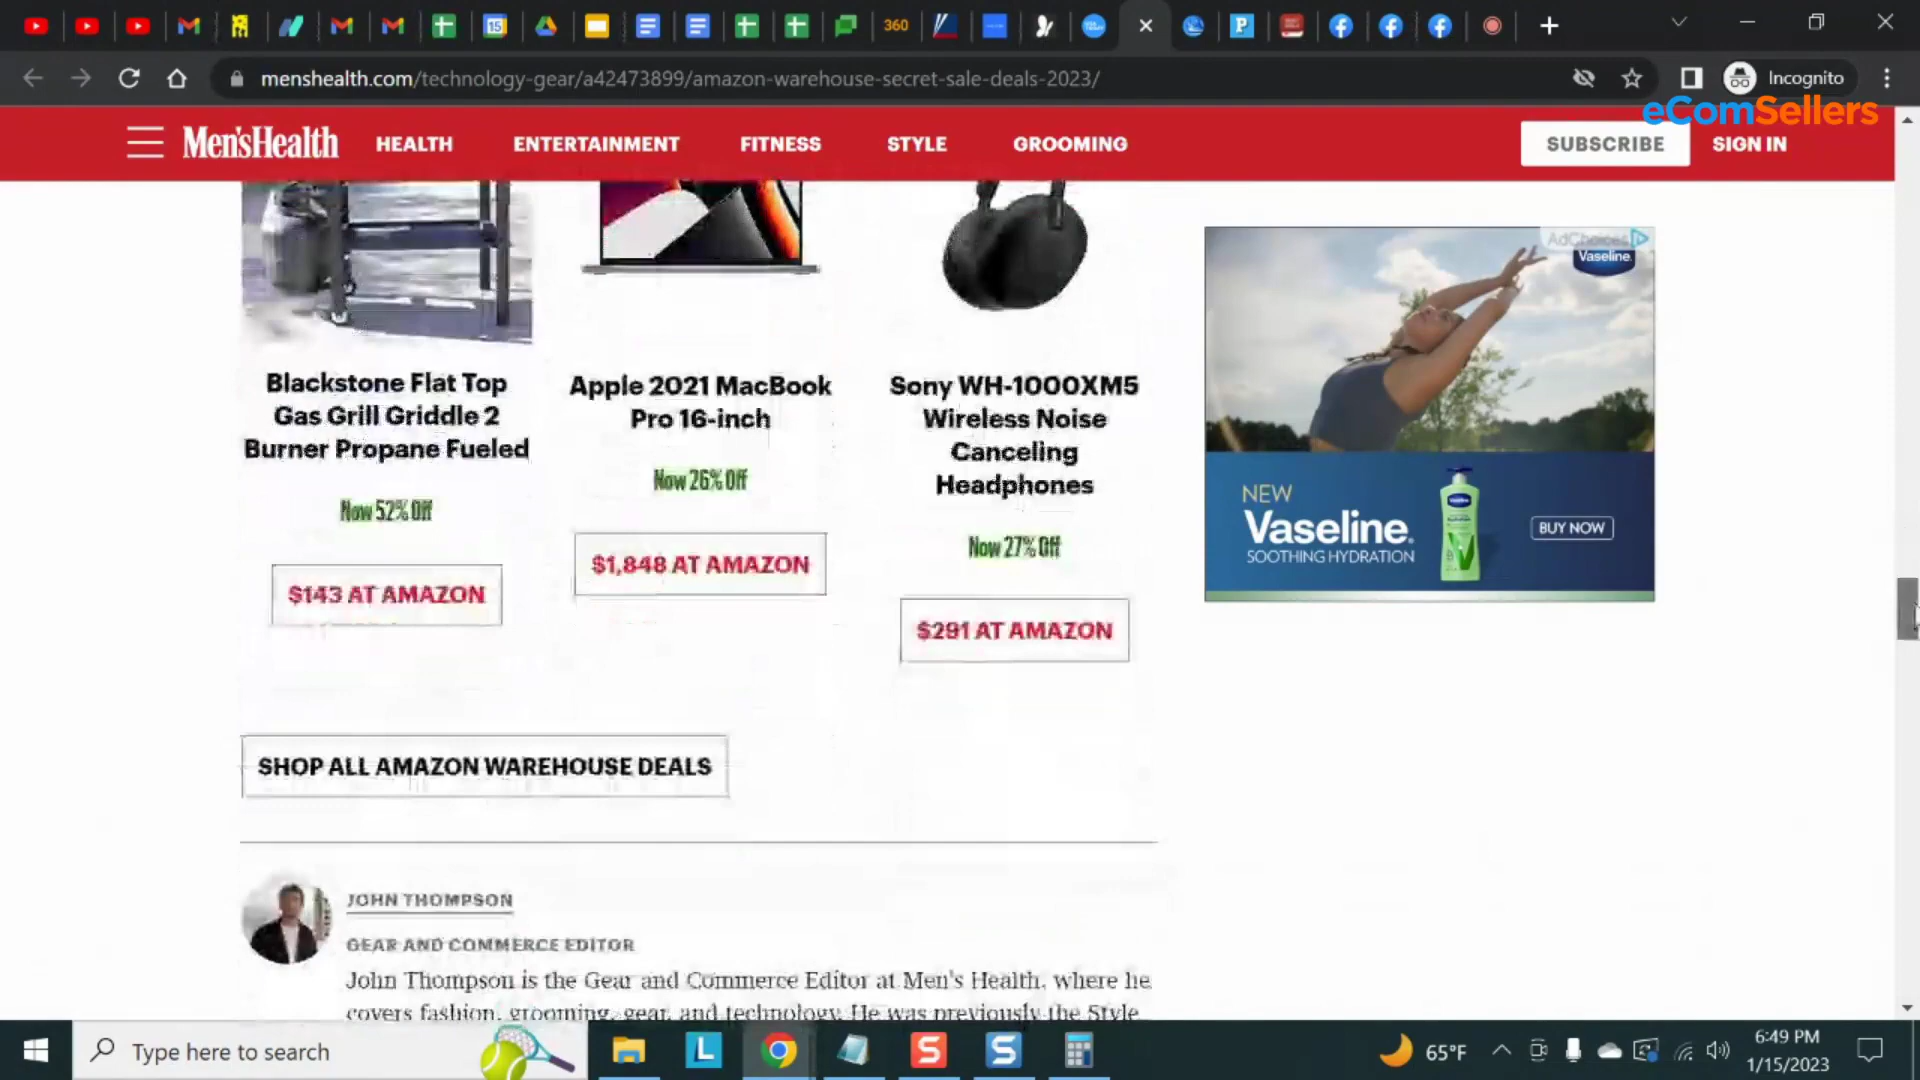 360
15
P
menshealth.com/technology-gear/a42473899/amazon-warehouse-secret-sale-deals-2023/
Incognito
eComSellers
Men'sHealth
HEALTH
ENTERTAINMENT
FITNESS
STYLE
GROOMING
SUBSCRIBE
SIGN IN
Blackstone Flat Top
Gas Grill Griddle 2
Burner Propane Fueled
Now 52% Off
$143 AT AMAZON
Apple 2021 MacBook
Pro 16-inch
Now 26% Off
$1,848 AT AMAZON
Sony WH-1000XM5
Wireless Noise
Canceling
Headphones
Now 27% Off
$291 AT AMAZON
AdChoices
Vaseline.
NEW
Vaseline.
SOOTHING HYDRATION
BUY NOW
SHOP ALL AMAZON WAREHOUSE DEALS
JOHN THOMPSON
GEAR AND COMMERCE EDITOR
John Thompson is the Gear and Commerce Editor at Men's Health, where he
covers fashion, grooming, gear, and technology. He was previously the Style
Type here to search
L
S
S
65°F
6:49 PM
1/15/2023